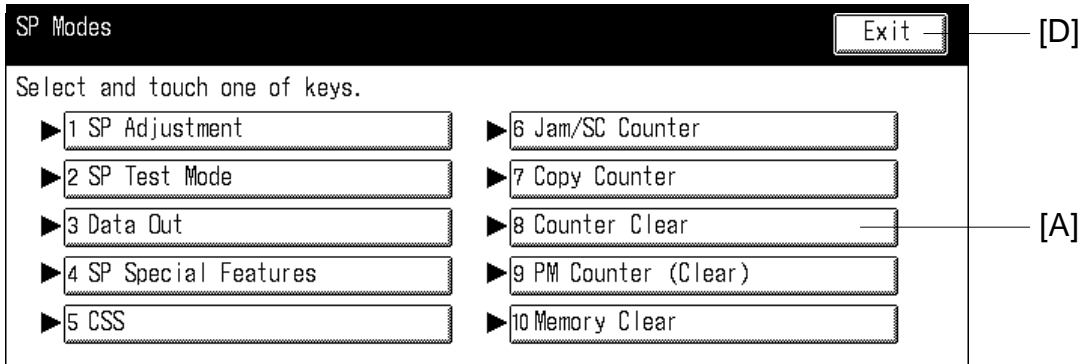 SP Modes
Exit
[D]
Select and touch one of keys.
1 SP Adjustment
2 SP Test Mode
3 Data Out
4 SP Special Features
5 CSS
6 Jam/SC Counter
7 Copy Counter
8 Counter Clear
[A]
9 PM Counter (Clear)
10 Memory Clear